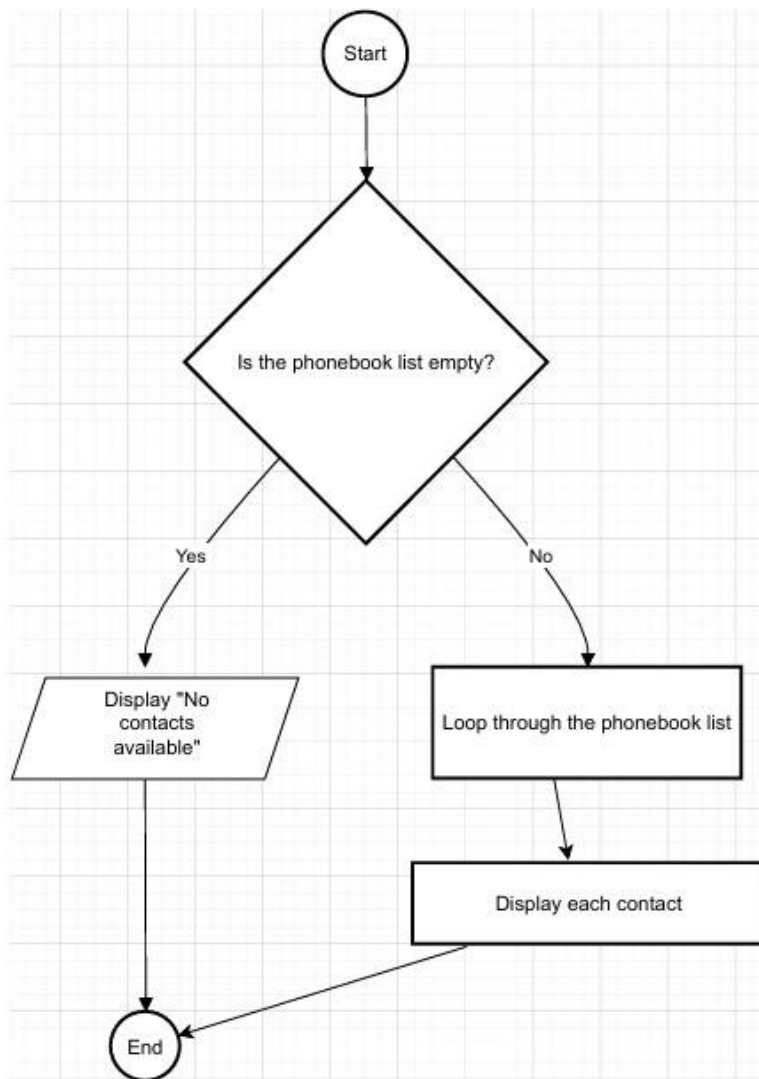 Start
Is the phonebook list empty?
Yes
No
Display "No
contacts
available"
Loop through the phonebook list
Display each contact
End